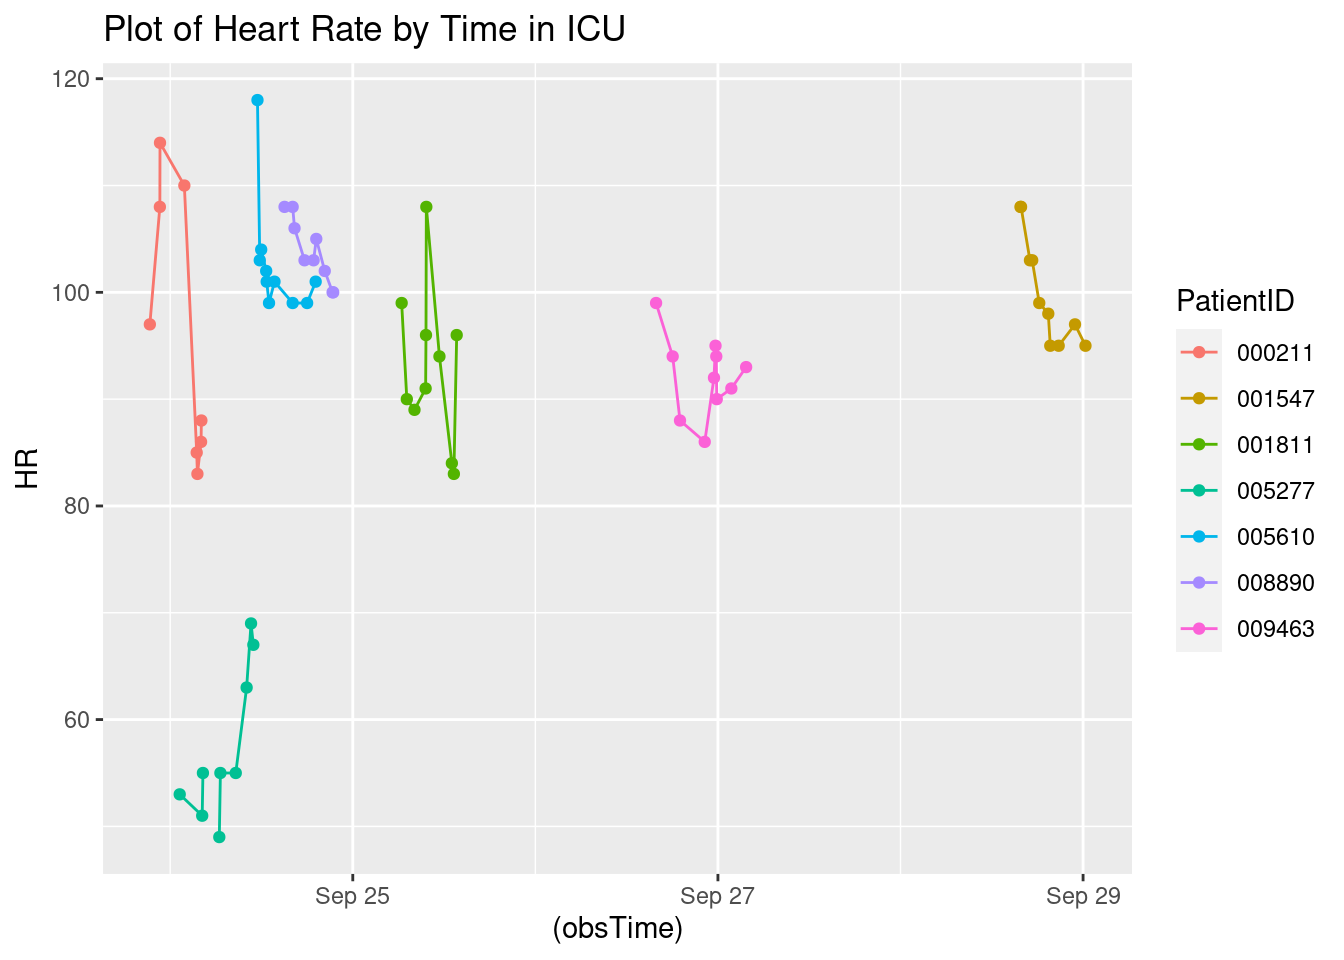 Plot of Heart Rate by Time in ICU
120
100
80
60
HR
Sep 25
Sep 27
Sep 29
(obsTime)
PatientID
000211
001547
001811
005277
005610
008890
009463